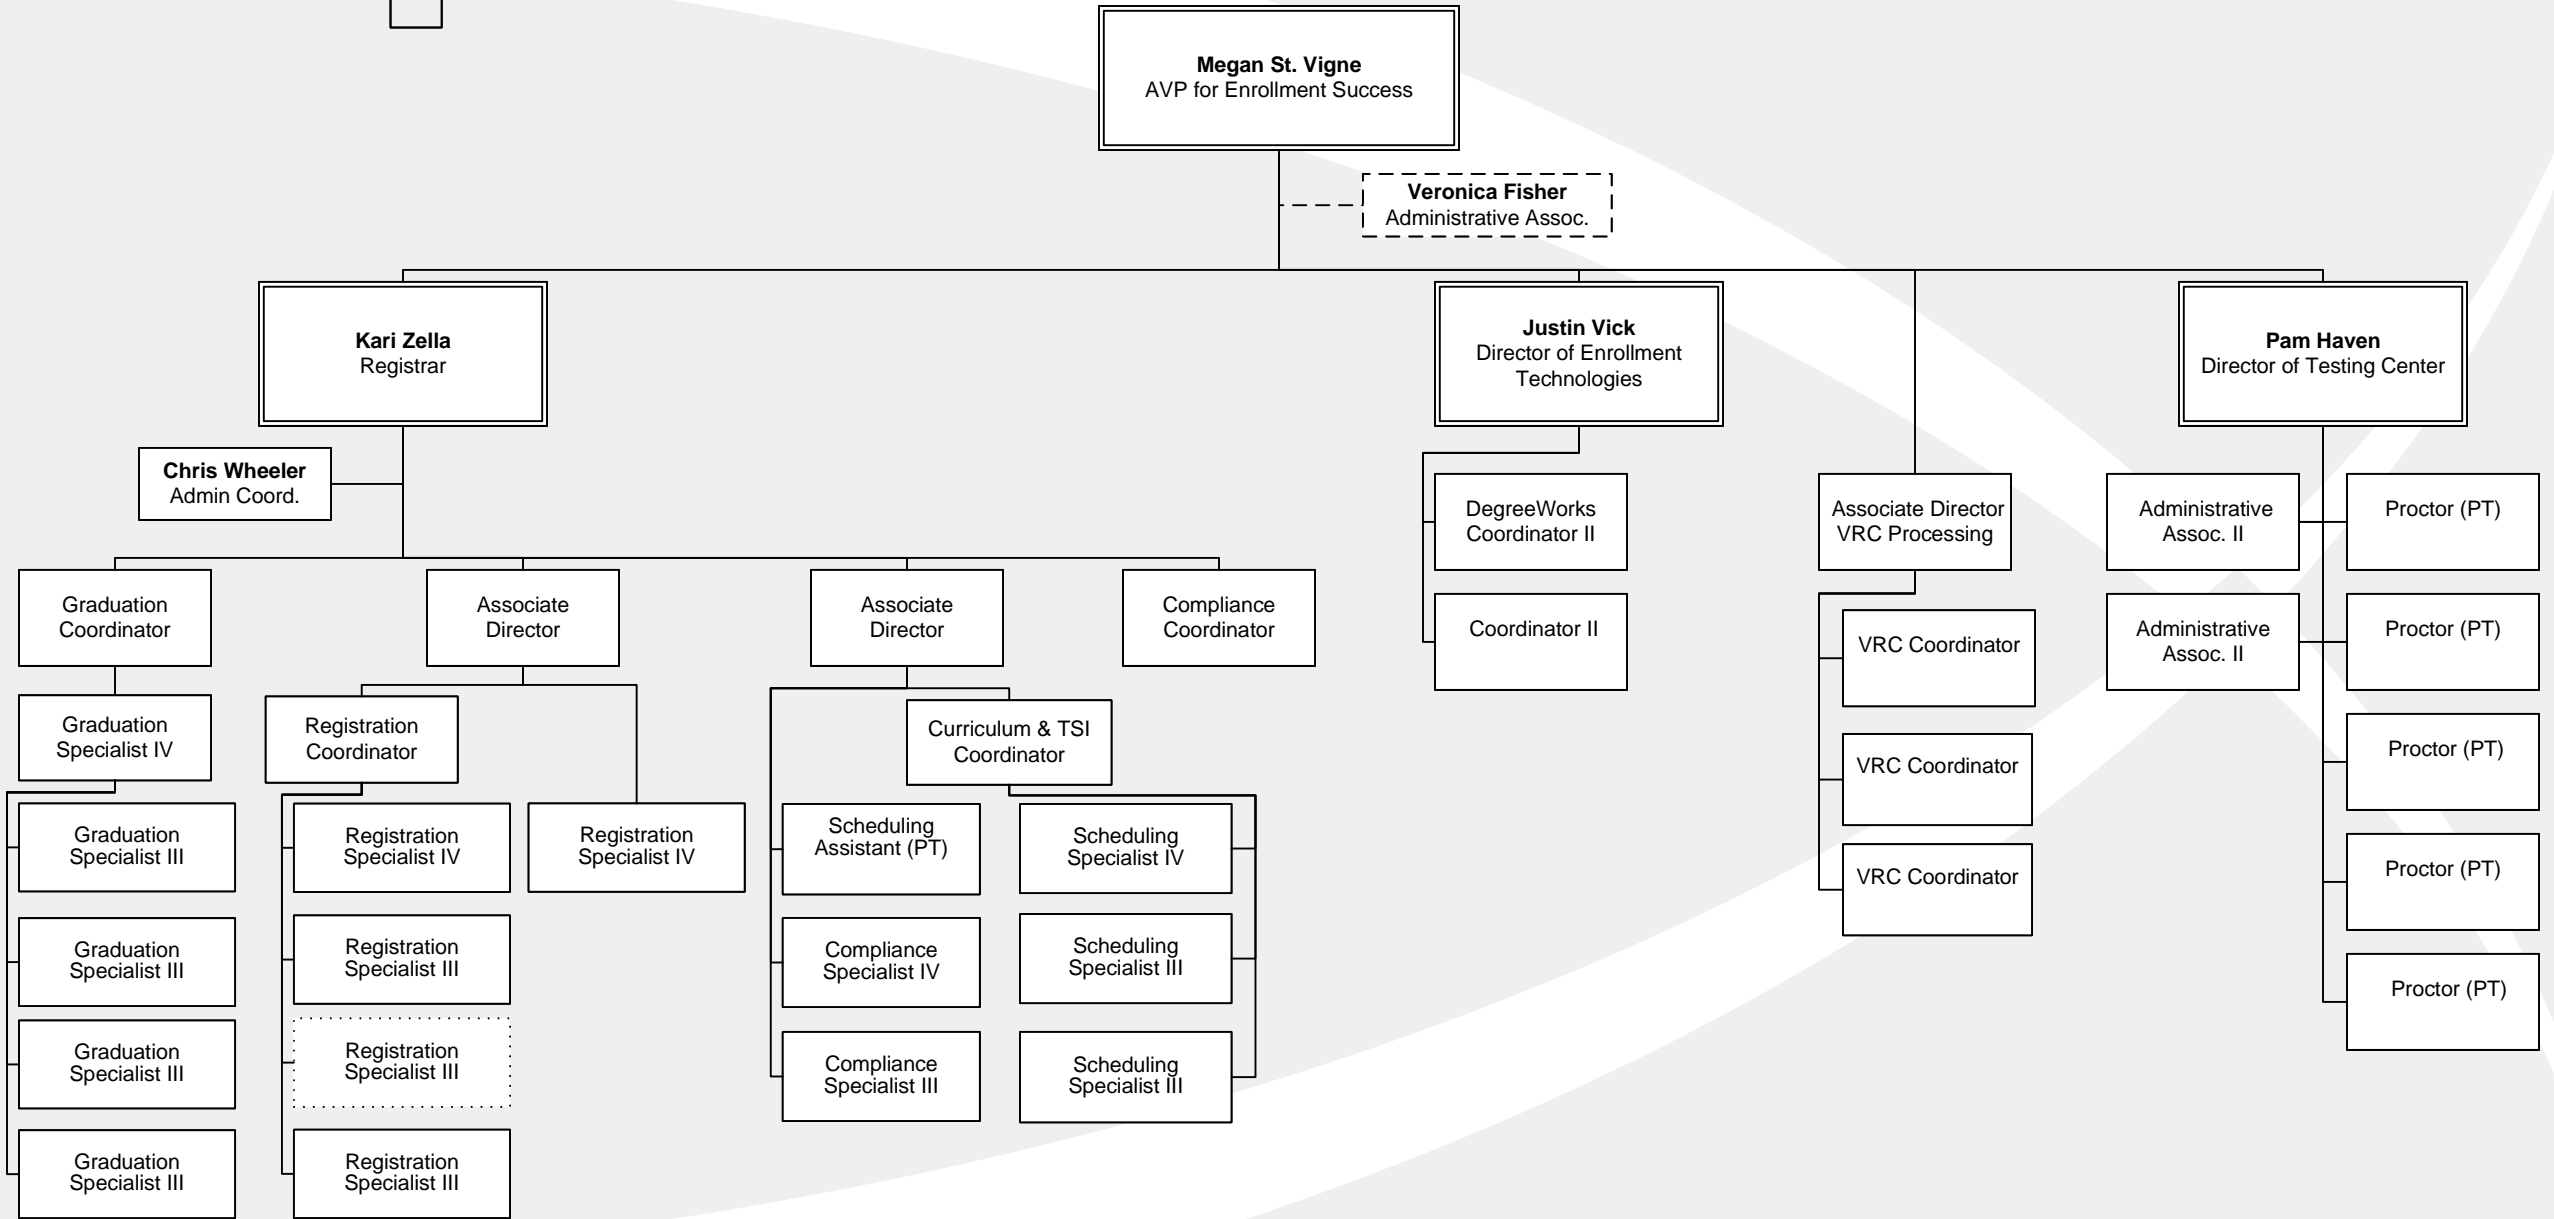 Megan St. Vigne
AVP for Enrollment Success
Veronica Fisher
Administrative Assoc.
Kari Zella
Registrar
Justin Vick
Director of Enrollment
Technologies
Pam Haven
Director of Testing Center
Chris Wheeler
Admin Coord.
DegreeWorks
Coordinator II
Coordinator II
Associate Director
VRC Processing
VRC Coordinator
VRC Coordinator
VRC Coordinator
Administrative
Assoc. II
Administrative
Assoc. II
Proctor (PT)
Proctor (PT)
Proctor (PT)
Proctor (PT)
Proctor (PT)
Graduation
Coordinator
Associate
Director
Associate
Director
Compliance
Coordinator
Graduation
Specialist IV
Registration
Coordinator
Curriculum & TSI
Coordinator
Graduation
Specialist III
Registration
Specialist IV
Registration
Specialist IV
Scheduling
Assistant (PT)
Scheduling
Specialist IV
Graduation
Specialist III
Registration
Specialist III
Compliance
Specialist IV
Scheduling
Specialist III
Graduation
Specialist III
Registration
Specialist III
Compliance
Specialist III
Scheduling
Specialist III
Graduation
Specialist III
Registration
Specialist III